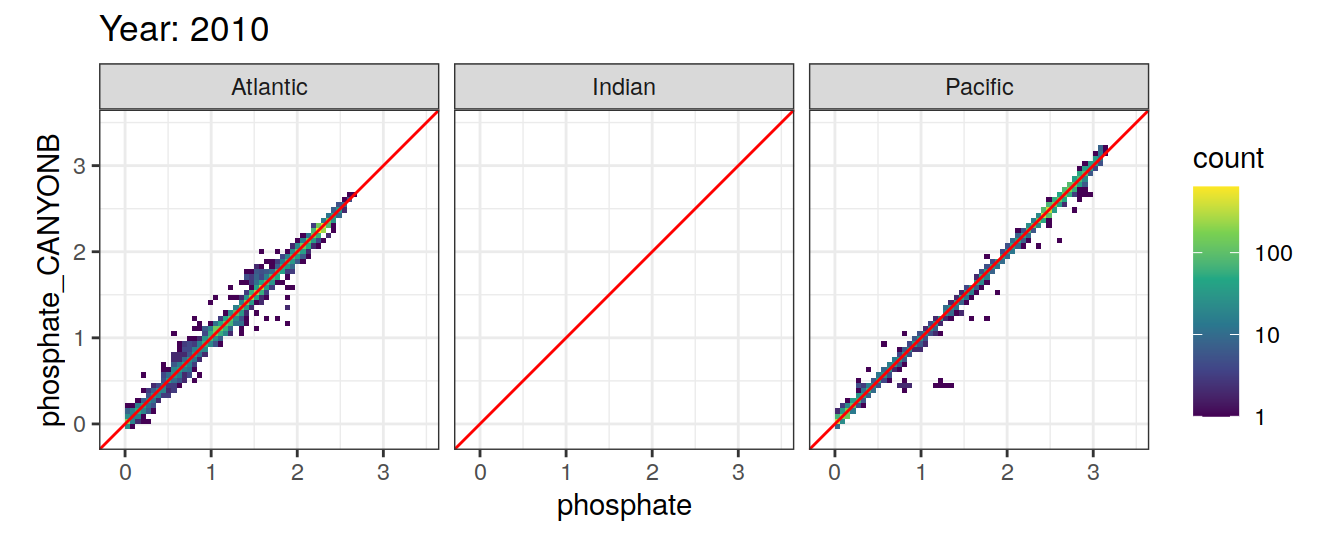 Year: 2010
Atlantic
Indian
Pacific
phosphate_CANYONB
3
2
1
0
0 1 2 3
0 1 2 3
0 1 2 3
phosphate
count
100
10
1